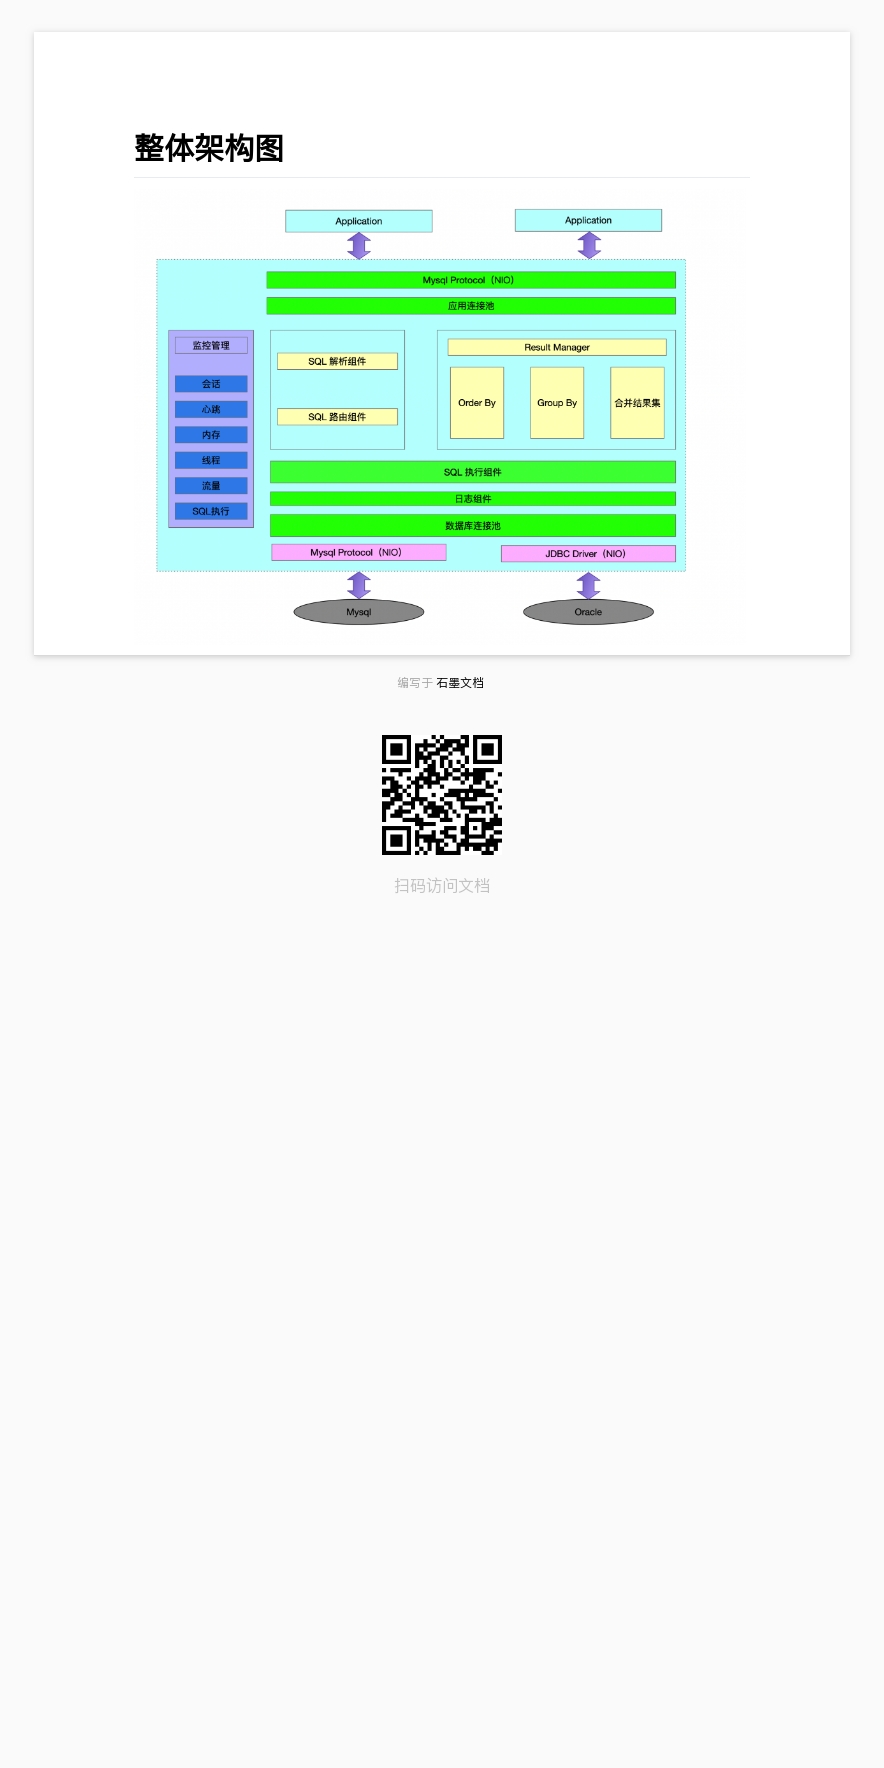 整体架构图
Application
Application
Mysql Protocol（NIO）
应用连接池
监控管理
会话
心跳
内存
线程
流量
SQL执行
SQL 解析组件
SQL 路由组件
Result Manager
Order By
Group By
合并结果集
SQL 执行组件
日志组件
数据库连接池
Mysql Protocol（NIO）
JDBC Driver（NIO）
Mysql
Oracle
编写于 石墨文档
扫码访问文档